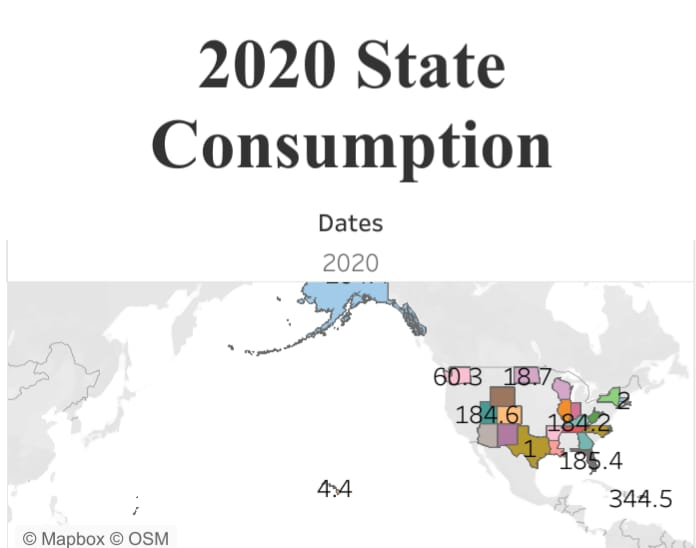 2020 State
Consumption
Dates
2020
60.3 18.7
2
184.6 184.2
1 185.4
4.4 344.5
© Mapbox © OSM